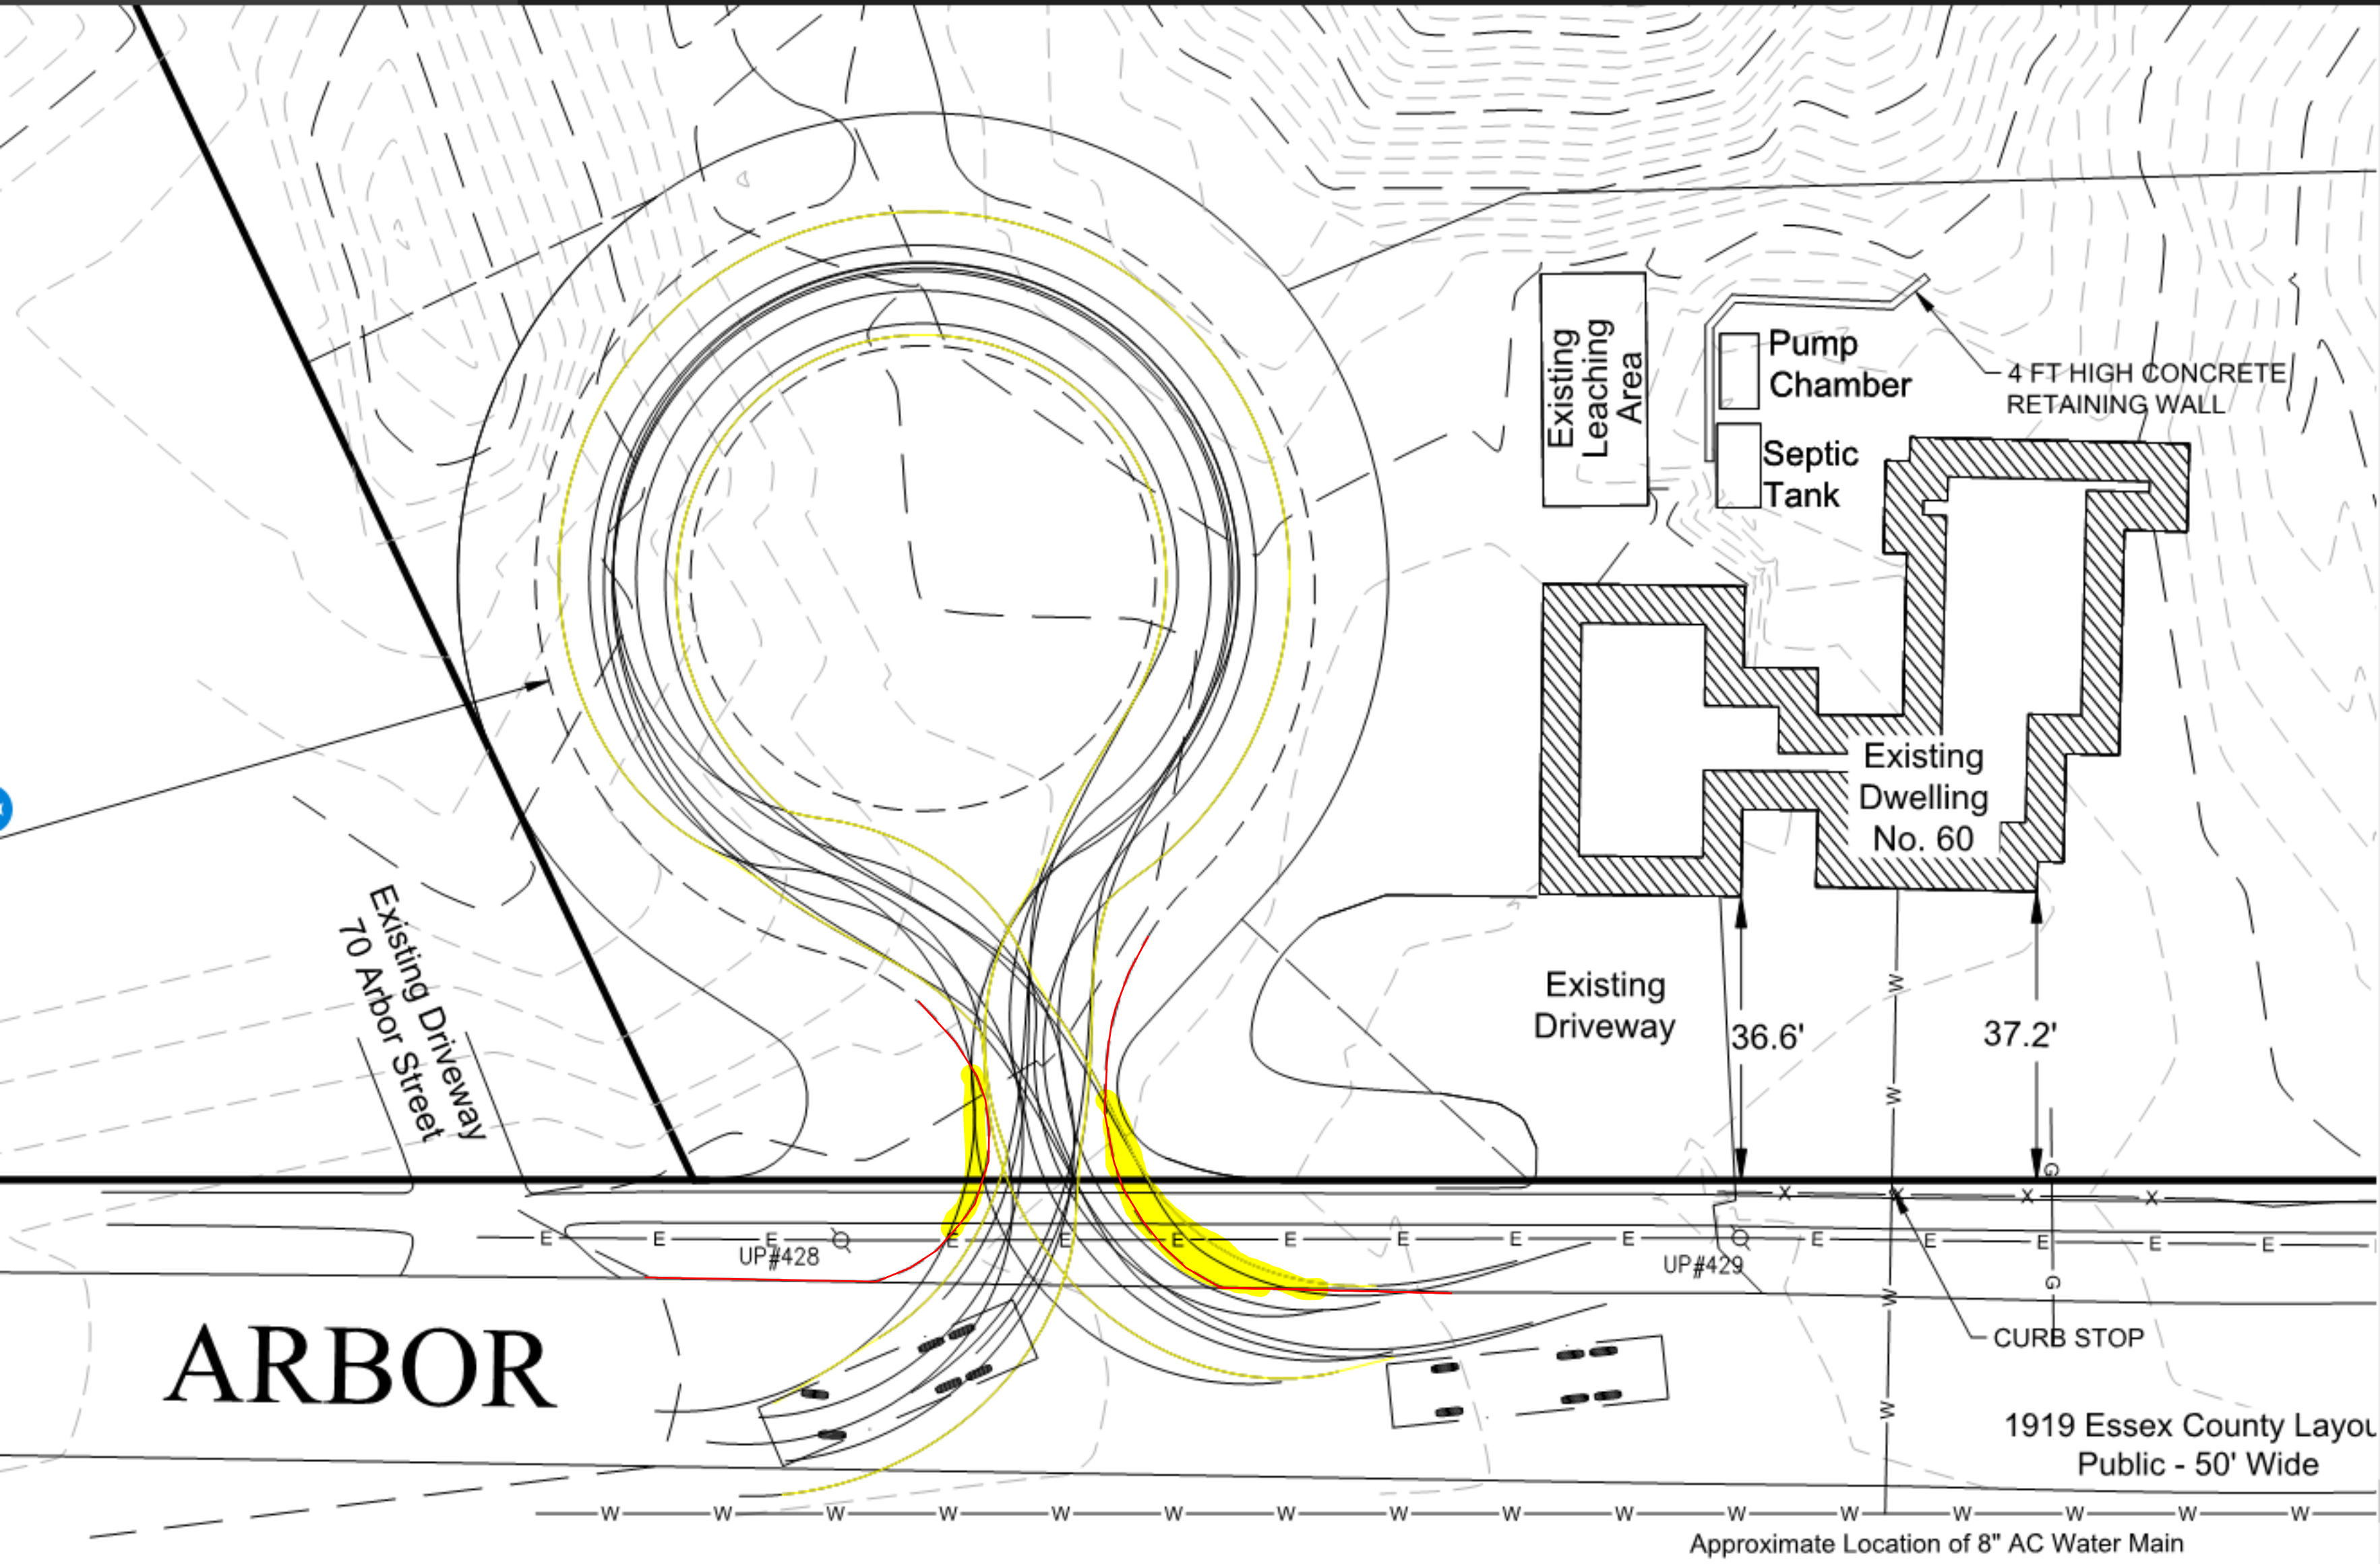 Existing
Leaching
Area
Pump
Chamber
Septic
Tank
4 FT HIGH CONCRETE
RETAINING WALL
Existing
Dwelling
No. 60
Existing Driveway
70 Arbor Street
Existing
Driveway
36.6'
37.2'
W
W
G
X X X X
E E E E E E E E E E E E E E E E
UP#428
UP#429
W
G
CURB STOP
ARBOR
W
1919 Essex County Layou
Public - 50' Wide
W W W W W W W W W W W W W W W W
Approximate Location of 8" AC Water Main